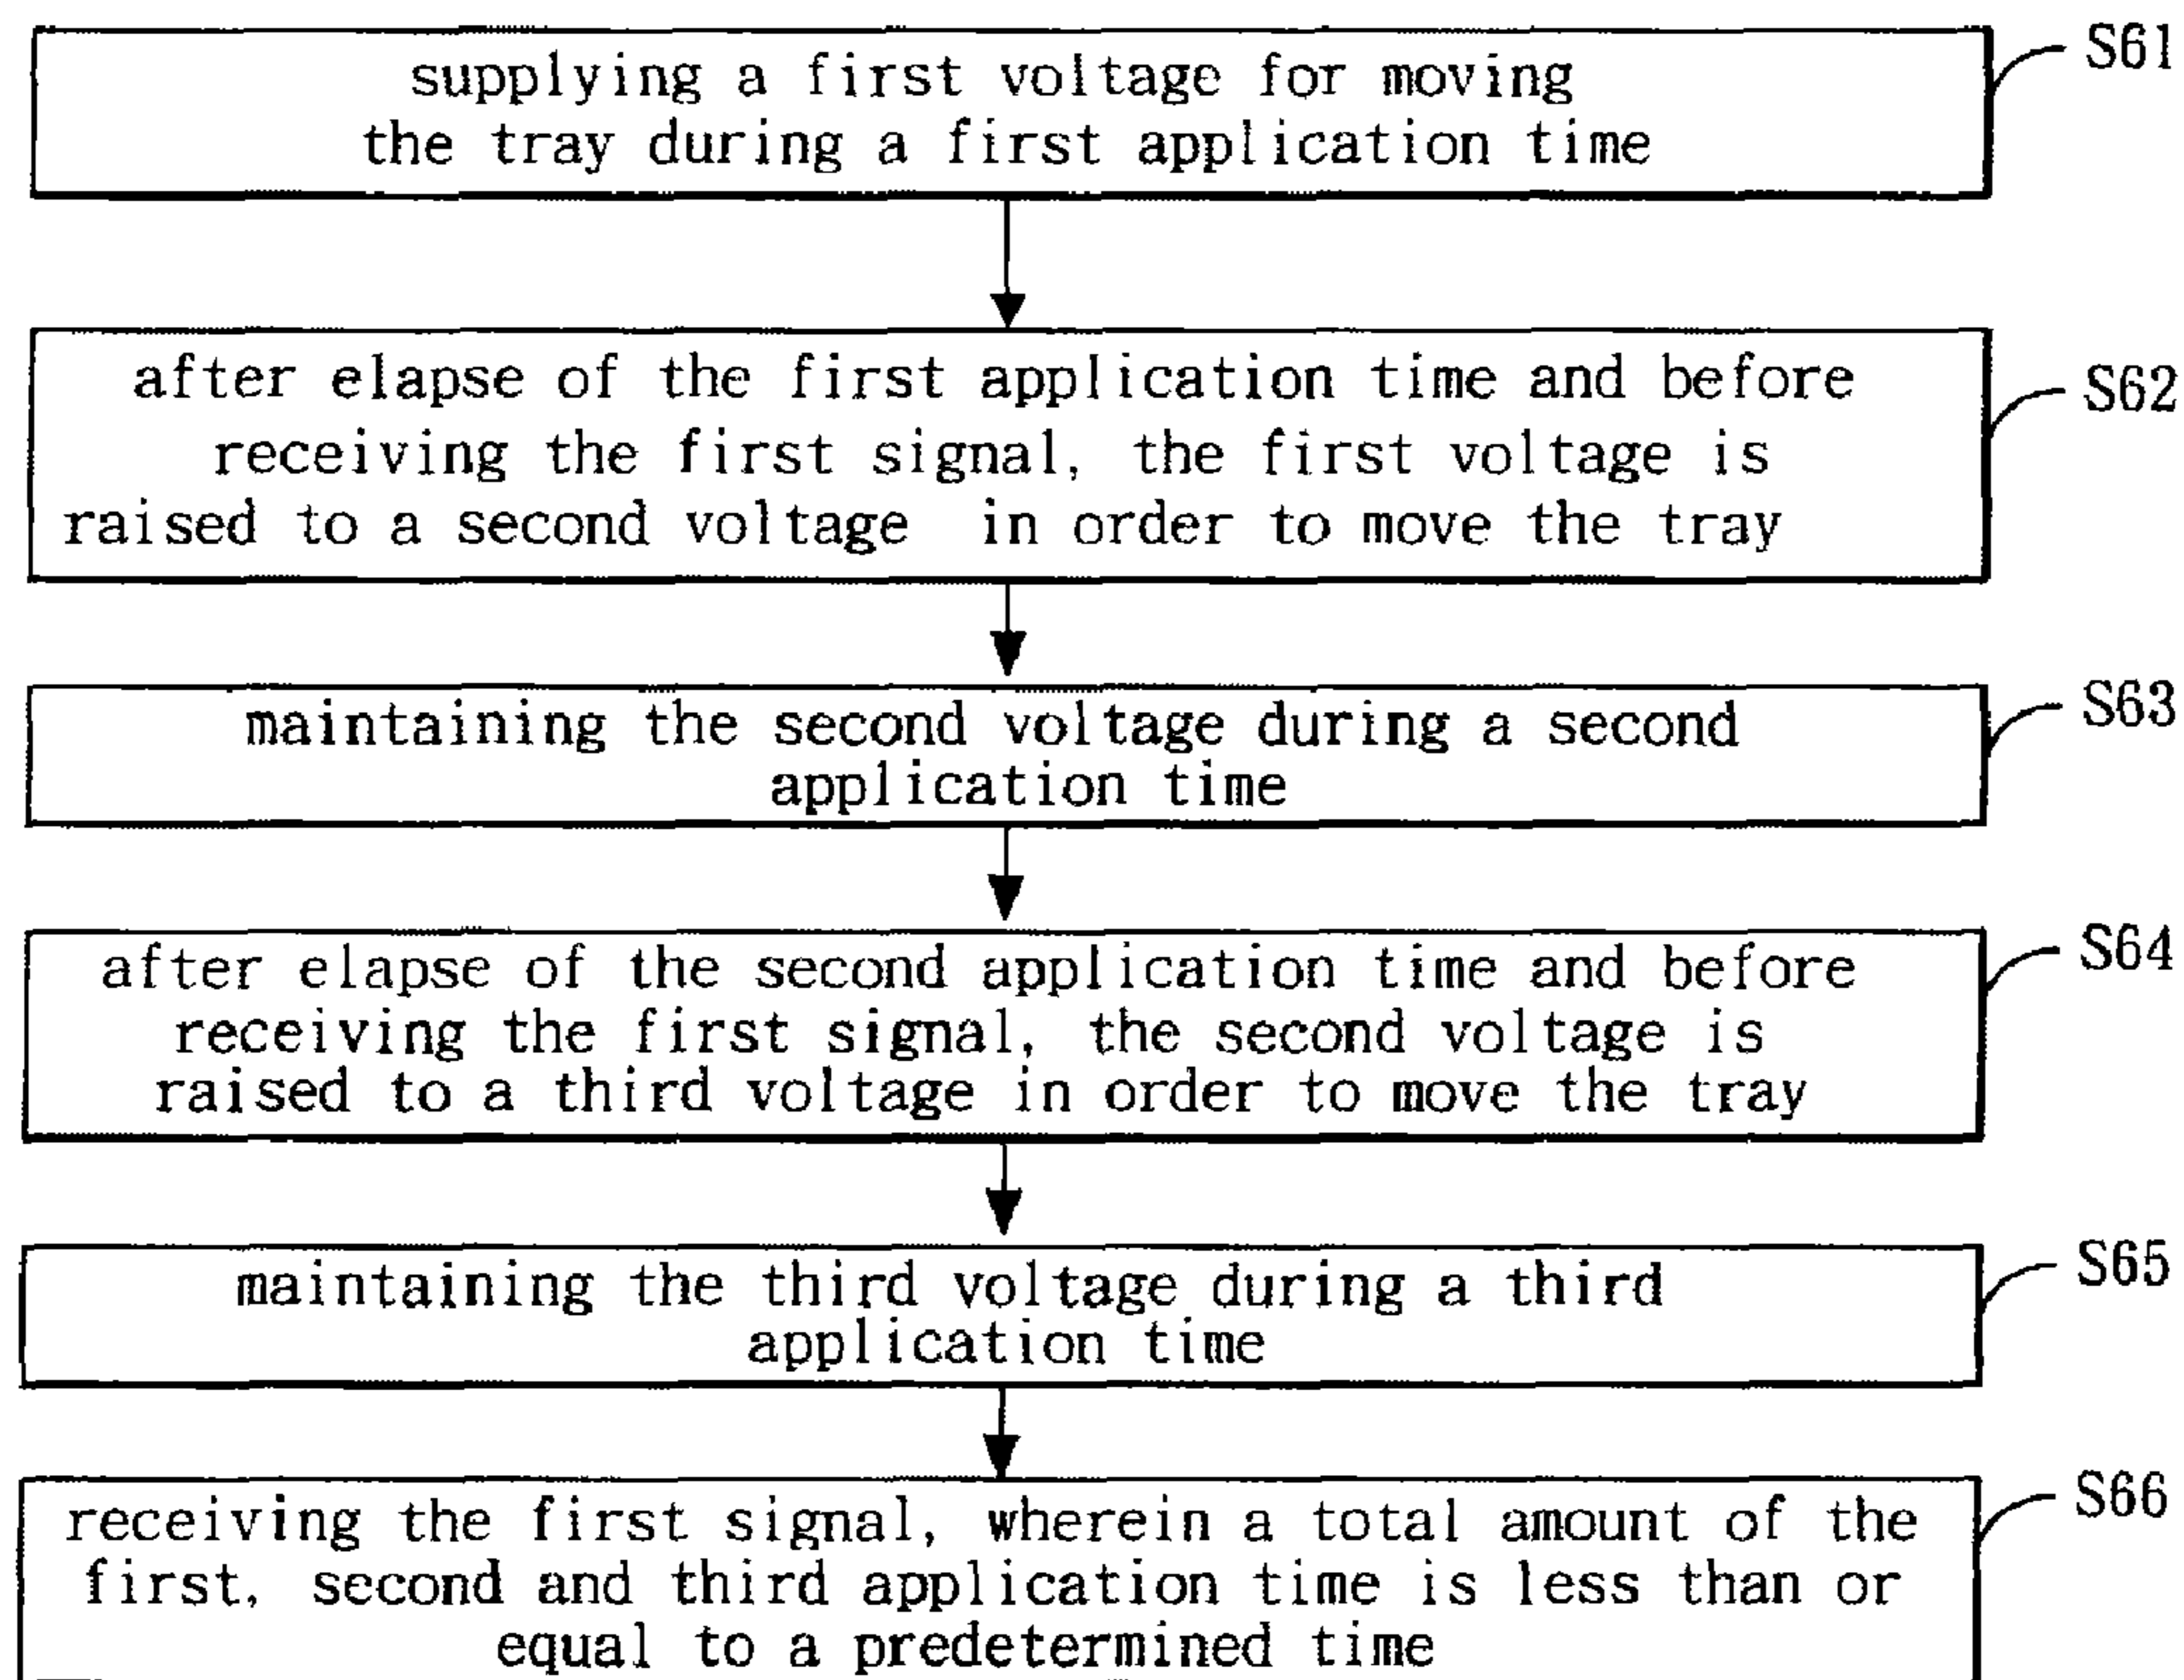 supplying a first voltage for moving
the tray during a first application time
S61
after elapse of the first application time and before
receiving the first signal, the first voltage is
raised to a second voltage in order to move the tray
S62
maintaining the second voltage during a second
application time
S63
after elapse of the second application time and before
receiving the first signal, the second voltage is
raised to a third voltage in order to move the tray
S64
maintaining the third voltage during a third
application time
S65
receiving the first signal, wherein a total amount of the
first, second and third application time is less than or
equal to a predetermined time
S66